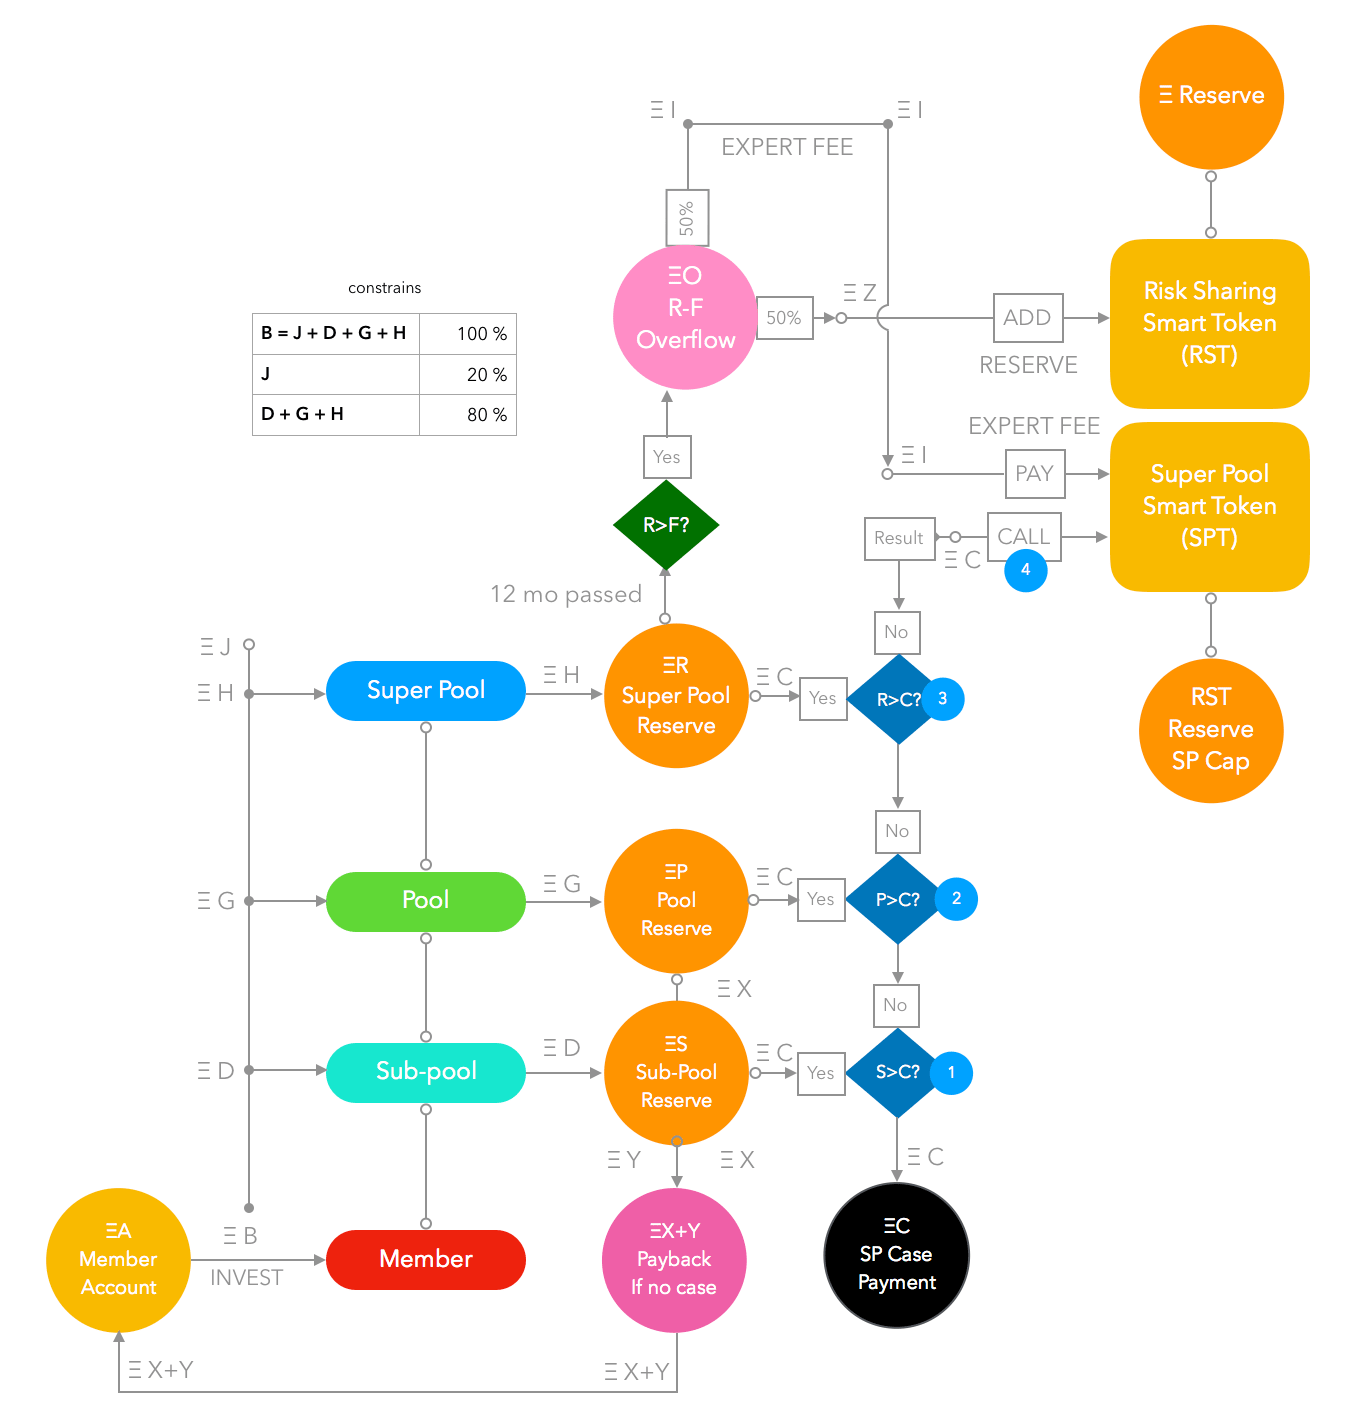 Ξ Reserve
Ξ I
Ξ I
EXPERT FEE
50%
ΞO
R-F
Overflow
50%
Ξ Z
ADD
RESERVE
Risk Sharing
Smart Token
(RST)
constrains
B = J + D + G + H 100 %
J 20 %
D + G + H 80 %
EXPERT FEE
Ξ I
PAY
Super Pool
Smart Token
(SPT)
Yes
R>F?
12 mo passed
Result
Ξ C
CALL
4
No
Ξ J
Ξ H
Super Pool
Ξ H
ΞR
Super Pool
Reserve
Ξ C
Yes
R>C?
3
RST
Reserve
SP Cap
No
Ξ G
Pool
Ξ G
ΞP
Pool
Reserve
Ξ C
Yes
P>C?
2
Ξ X
No
Ξ D
Sub-pool
Ξ D
ΞS
Sub-Pool
Reserve
Ξ C
Yes
S>C?
1
Ξ Y
Ξ X
Ξ C
ΞA
Member
Account
Ξ B
INVEST
Member
ΞX+Y
Payback
If no case
ΞC
SP Case
Payment
Ξ X+Y
Ξ X+Y